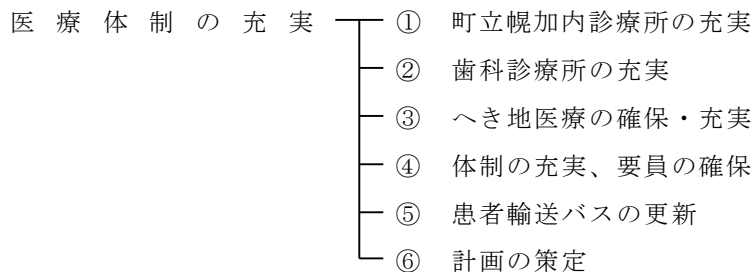 医療体制の充実 ① 町立幌加内診療所の充実
② 歯科診療所の充実
③ へき地医療の確保・充実
④ 体制の充実、要員の確保
⑤ 患者輸送バスの更新
⑥ 計画の策定